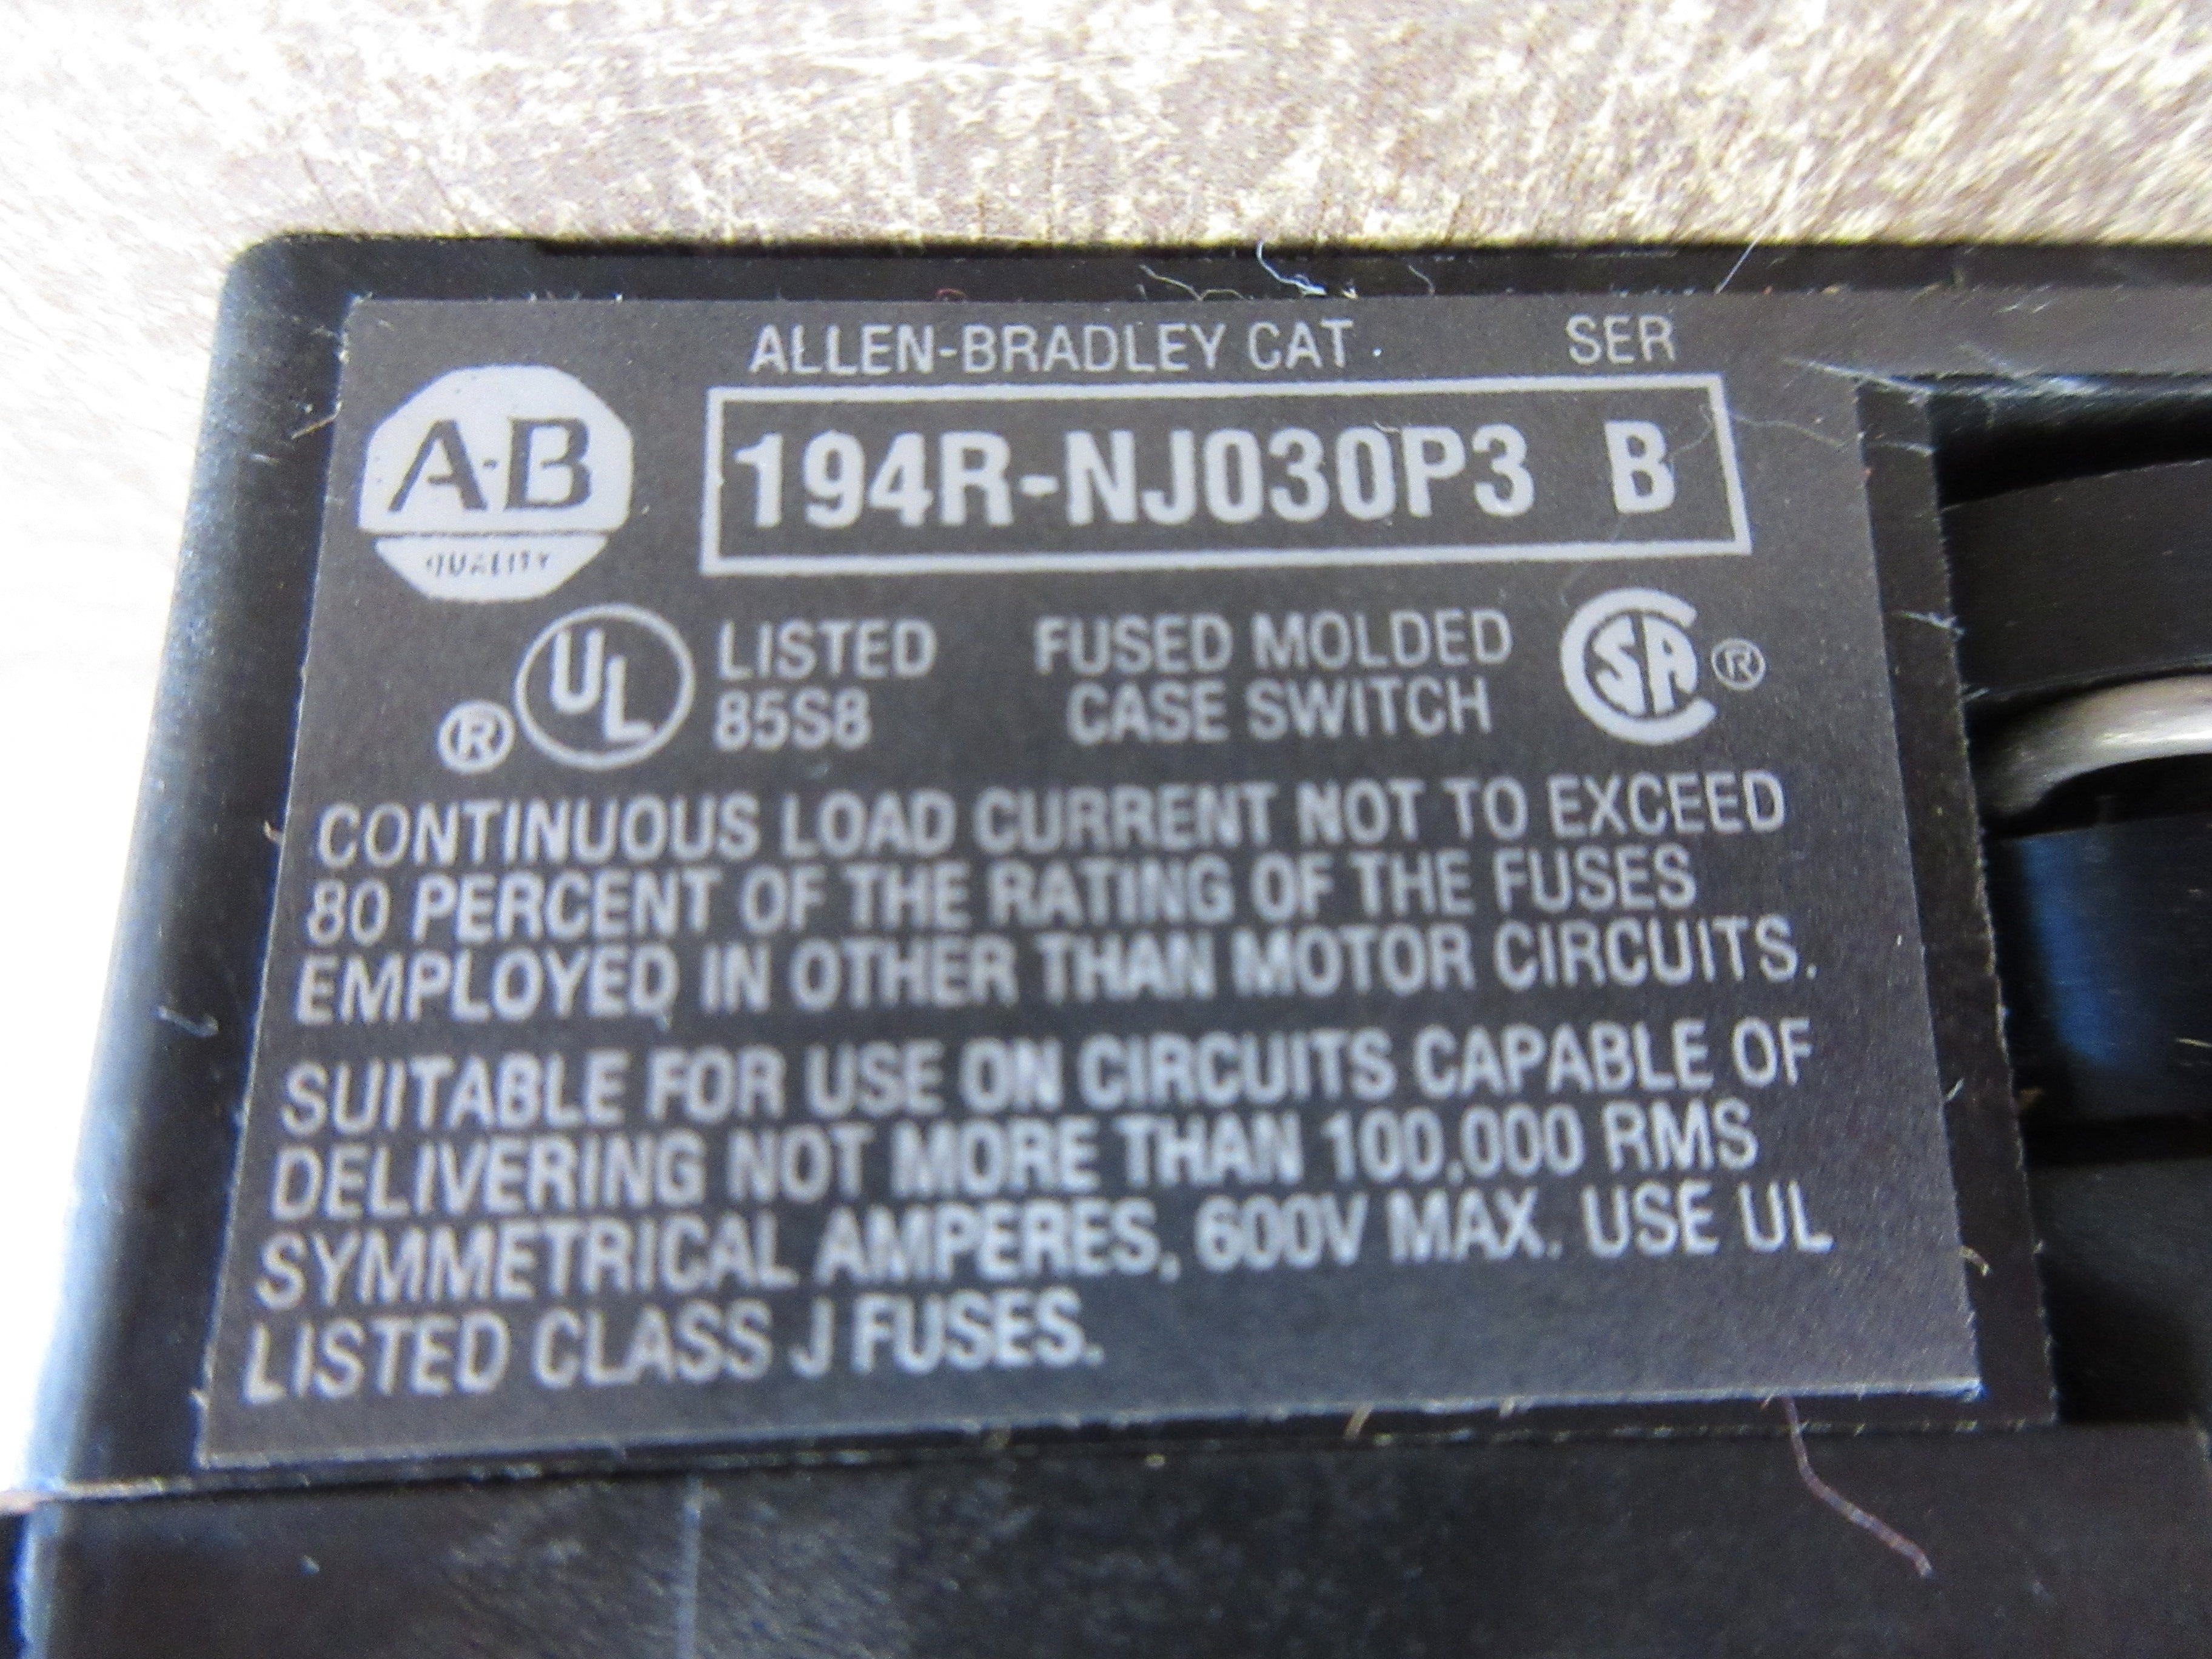 ALLEN-BRADLEY CAT. SER
A-B
QUALITY
194R-NJ030P3 B
® UL LISTED 85S8
FUSED MOLDED CASE SWITCH
CSA ®
CONTINUOUS LOAD CURRENT NOT TO EXCEED
80 PERCENT OF THE RATING OF THE FUSES
EMPLOYED IN OTHER THAN MOTOR CIRCUITS.
SUITABLE FOR USE ON CIRCUITS CAPABLE OF
DELIVERING NOT MORE THAN 100,000 RMS
SYMMETRICAL AMPERES, 600V MAX. USE UL
LISTED CLASS J FUSES.